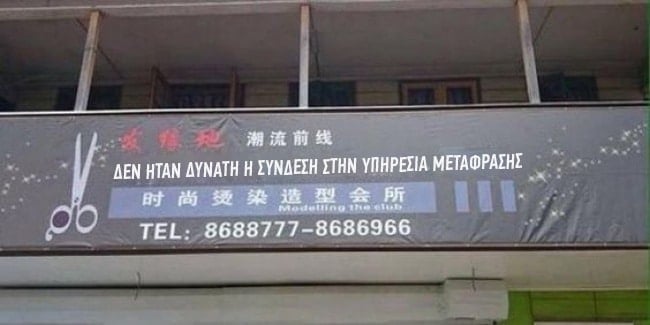 潮流前线
ΔΕΝ ΗΤΑΝ ΔΥΝΑΤΗ Η ΣΥΝΔΕΣΗ ΣΤΗΝ ΥΠΗΡΕΣΙΑ ΜΕΤΑΦΡΑΣΗΣ
时尚烫染造型会所
Modelling the club
TEL: 8688777-8686966